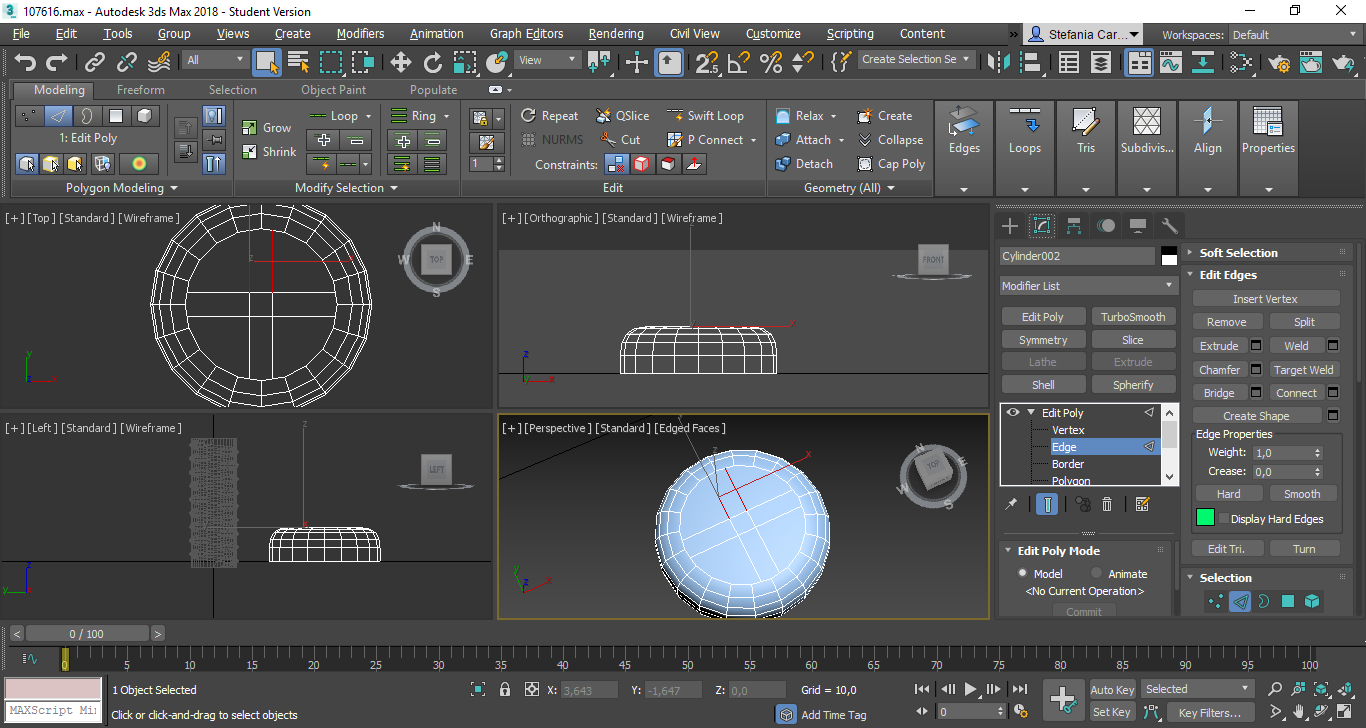 107616.max - Autodesk 3ds Max 2018 - Student Version
File Edit Tools Group Views Create Modifiers Animation Graph Editors Rendering Civil View Customize Scripting Content » Stefania Car... Workspaces: Default
All View Create Selection Se
Modeling Freeform Selection Object Paint Populate
1: Edit Poly
Polygon Modeling
Grow Loop Ring
Shrink
Modify Selection
1
Repeat QSlice Swift Loop
NURMS Cut P Connect
Constraints:
Edit
Relax Create
Attach Collapse
Detach Cap Poly
Geometry (All)
Edges Loops Tris Subdivis... Align Properties
[+] [Top] [Standard] [Wireframe]
N
W TOP E
S
z
x
y
z x
[+] [Orthographic] [Standard] [Wireframe]
FRONT
z
x
z
y x
[+] [Left] [Standard] [Wireframe]
LEFT
z
x
z
y
[+] [Perspective] [Standard] [Edged Faces]
N
E
TOP
W
S
z
x
y
z
x
Cylinder002
Modifier List
Edit Poly TurboSmooth
Symmetry Slice
Lathe Extrude
Shell Spherify
Edit Poly
Vertex
Edge
Border
Polygon
Edit Poly Mode
Model Animate
<No Current Operation>
Commit
Soft Selection
Edit Edges
Insert Vertex
Remove Split
Extrude Weld
Chamfer Target Weld
Bridge Connect
Create Shape
Edge Properties
Weight: 1,0
Crease: 0,0
Hard Smooth
Display Hard Edges
Edit Tri. Turn
Selection
< 0 / 100 >
0 5 10 15 20 25 30 35 40 45 50 55 60 65 70 75 80 85 90 95 100
MAXScript Mi
1 Object Selected
Click or click-and-drag to select objects
X: 3,643 Y: -1,647 Z: 0,0 Grid = 10,0
Add Time Tag
0
Auto Key Selected
Set Key Key Filters...